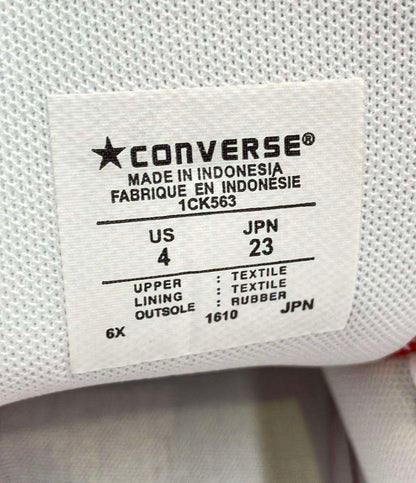 ★CONVERSE®
MADE IN INDONESIA
FABRIQUE EN INDONÉSIE
1CK563
US JPN
4 23
UPPER : TEXTILE
LINING : TEXTILE
OUTSOLE : RUBBER
6X 1610 JPN